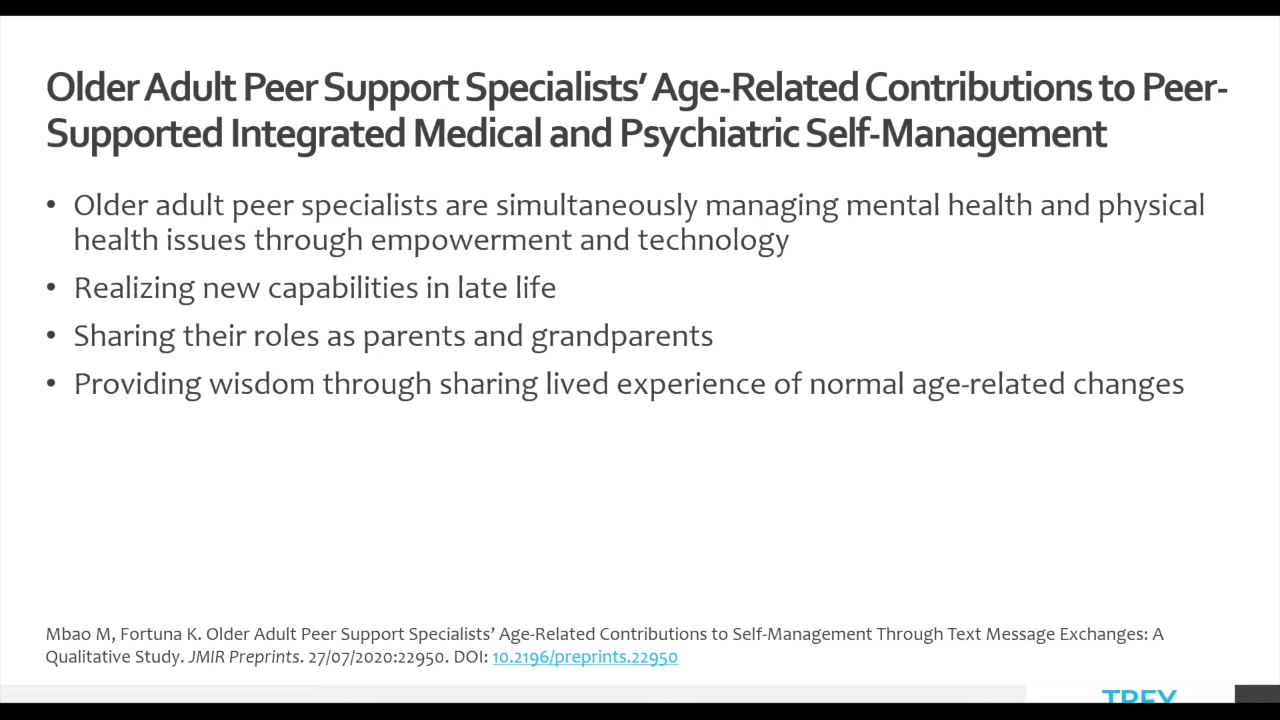 Older Adult Peer Support Specialists’ Age-Related Contributions to Peer-
Supported Integrated Medical and Psychiatric Self-Management
• Older adult peer specialists are simultaneously managing mental health and physical
health issues through empowerment and technology
• Realizing new capabilities in late life
• Sharing their roles as parents and grandparents
• Providing wisdom through sharing lived experience of normal age-related changes
Mbao M, Fortuna K. Older Adult Peer Support Specialists’ Age-Related Contributions to Self-Management Through Text Message Exchanges: A
Qualitative Study. JMIR Preprints. 27/07/2020:22950. DOI: 10.2196/preprints.22950